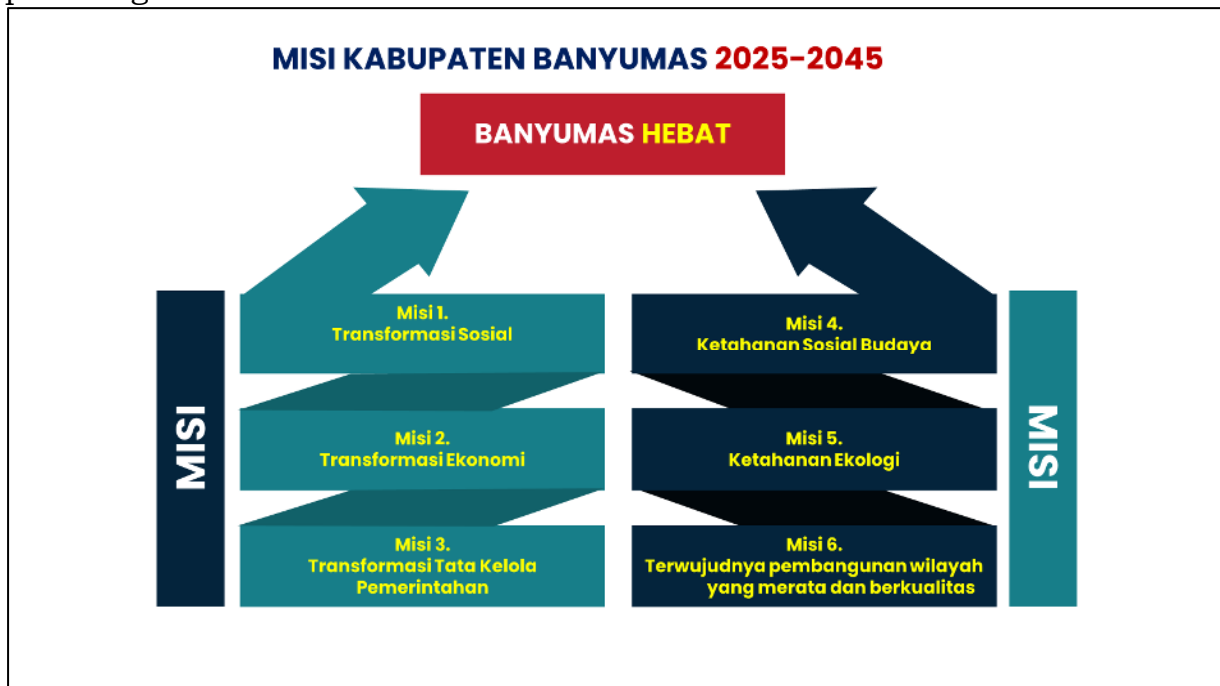 MISI KABUPATEN BANYUMAS 2025-2045
BANYUMAS HEBAT
MISI
Misi 1.
Transformasi Sosial
Misi 2.
Transformasi Ekonomi
Misi 3.
Transformasi Tata Kelola
Pemerintahan
Misi 4.
Ketahanan Sosial Budaya
Misi 5.
Ketahanan Ekologi
Misi 6.
Terwujudnya pembangunan wilayah
yang merata dan berkualitas
MISI